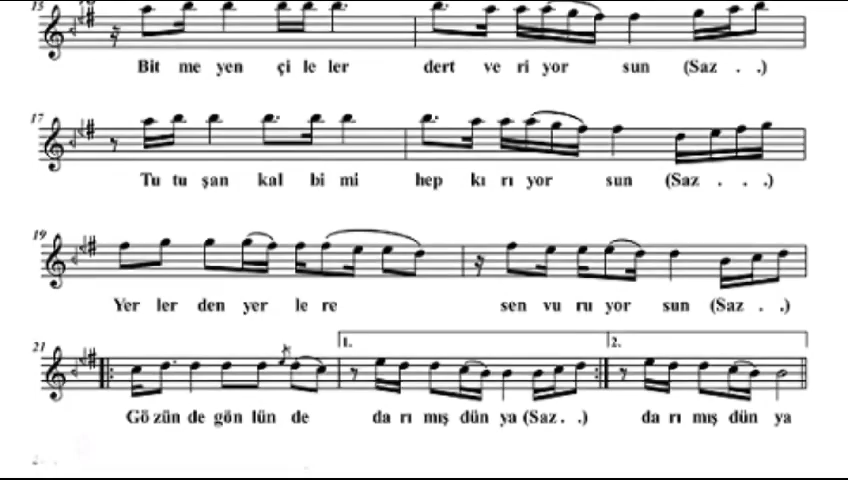 15
Bit me yen çi le ler dert ve ri yor sun (Saz . .)
17
Tu tu şan kal bi mi hep kı rı yor sun (Saz . . .)
19
Yer ler den yer le re sen vu ru yor sun (Saz . .)
21
1.
2.
Gö zün de gön lün de da rı mış dün ya (Saz . .) da rı mış dün ya